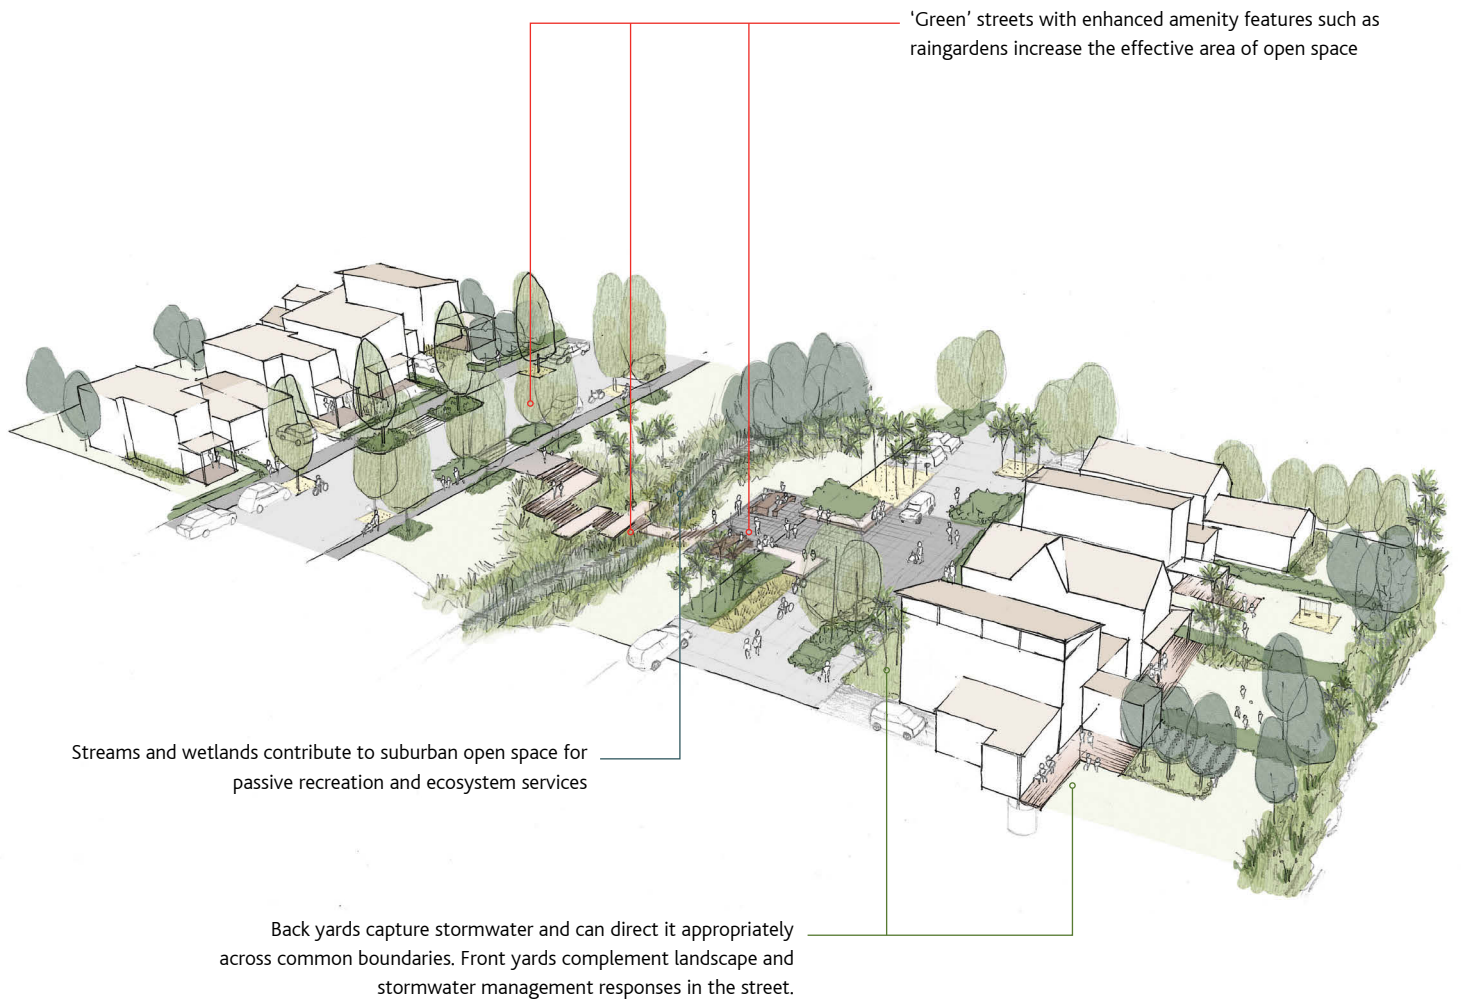 ‘Green’ streets with enhanced amenity features such as
raingardens increase the effective area of open space
Streams and wetlands contribute to suburban open space for
passive recreation and ecosystem services
Back yards capture stormwater and can direct it appropriately
across common boundaries. Front yards complement landscape and
stormwater management responses in the street.